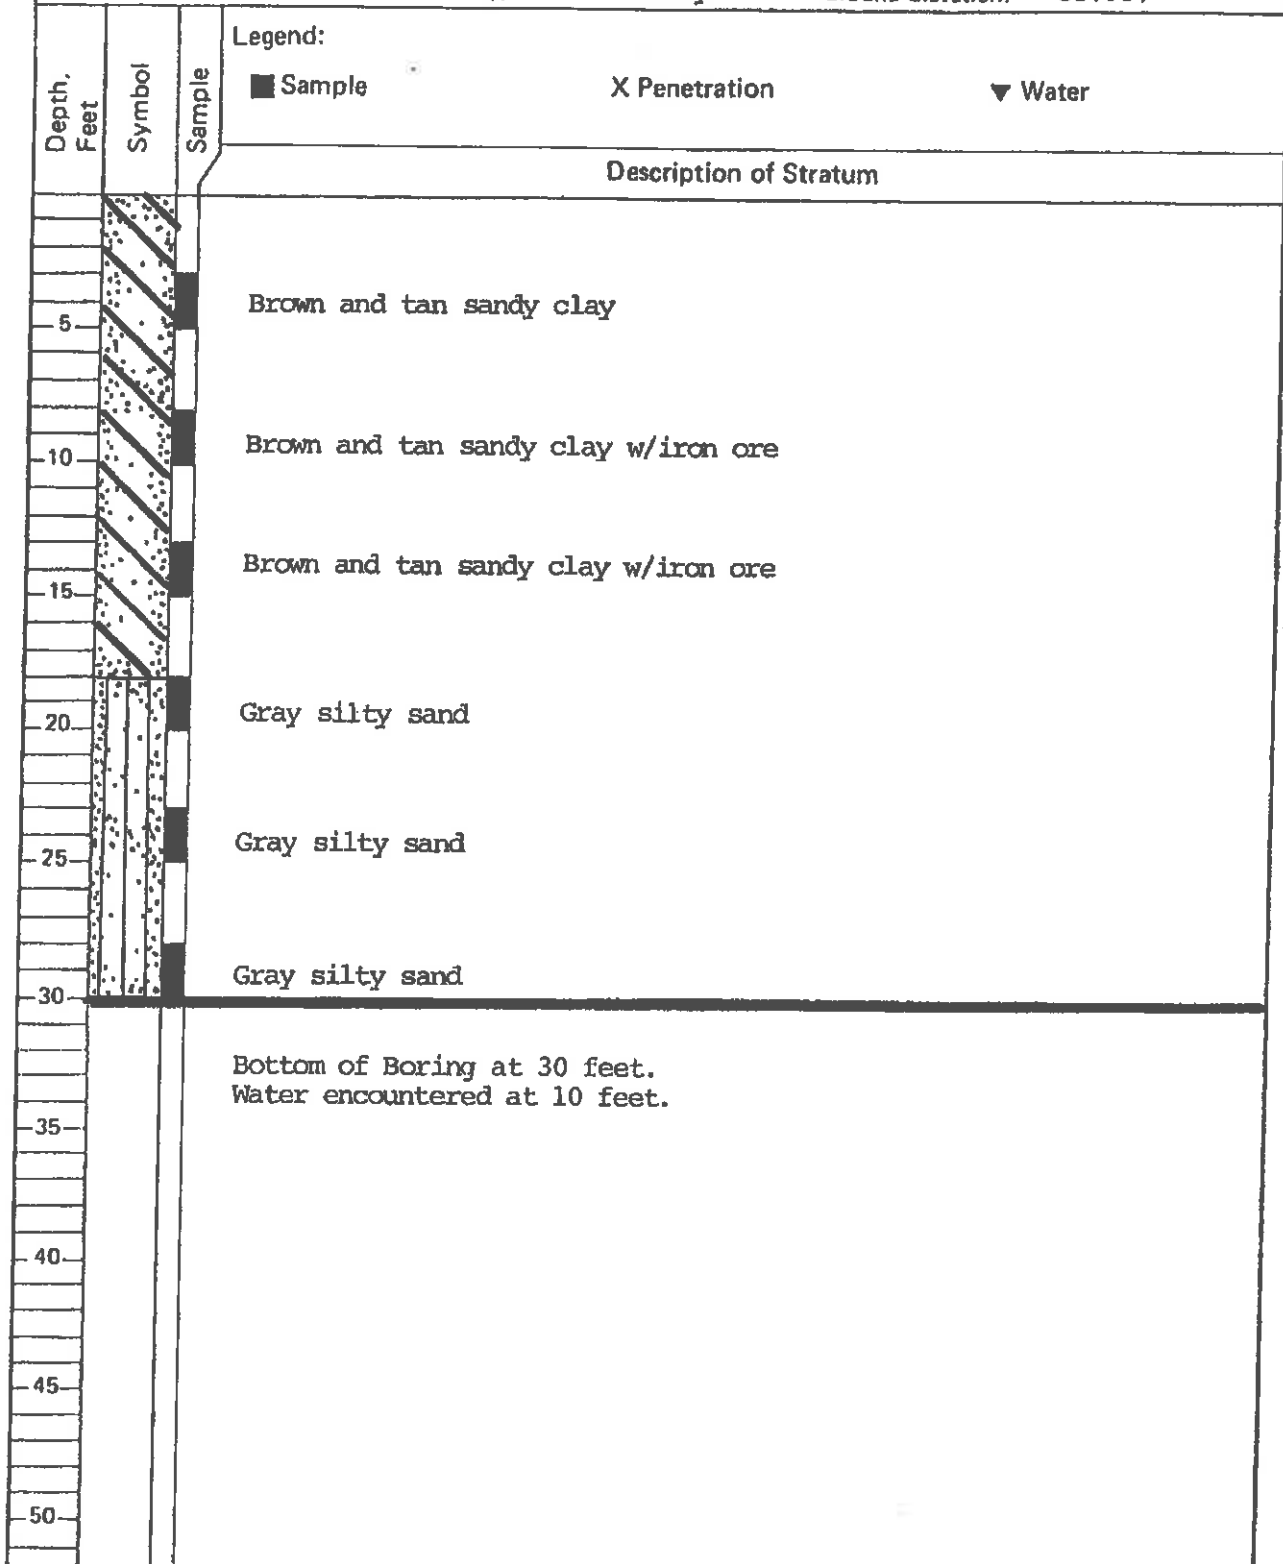 Legend:
Depth, Feet
Symbol
Sample
■ Sample X Penetration ▼ Water
Description of Stratum
Brown and tan sandy clay
5
Brown and tan sandy clay w/iron ore
10
Brown and tan sandy clay w/iron ore
15
Gray silty sand
20
Gray silty sand
25
Gray silty sand
30
Bottom of Boring at 30 feet.
Water encountered at 10 feet.
35
40
45
50